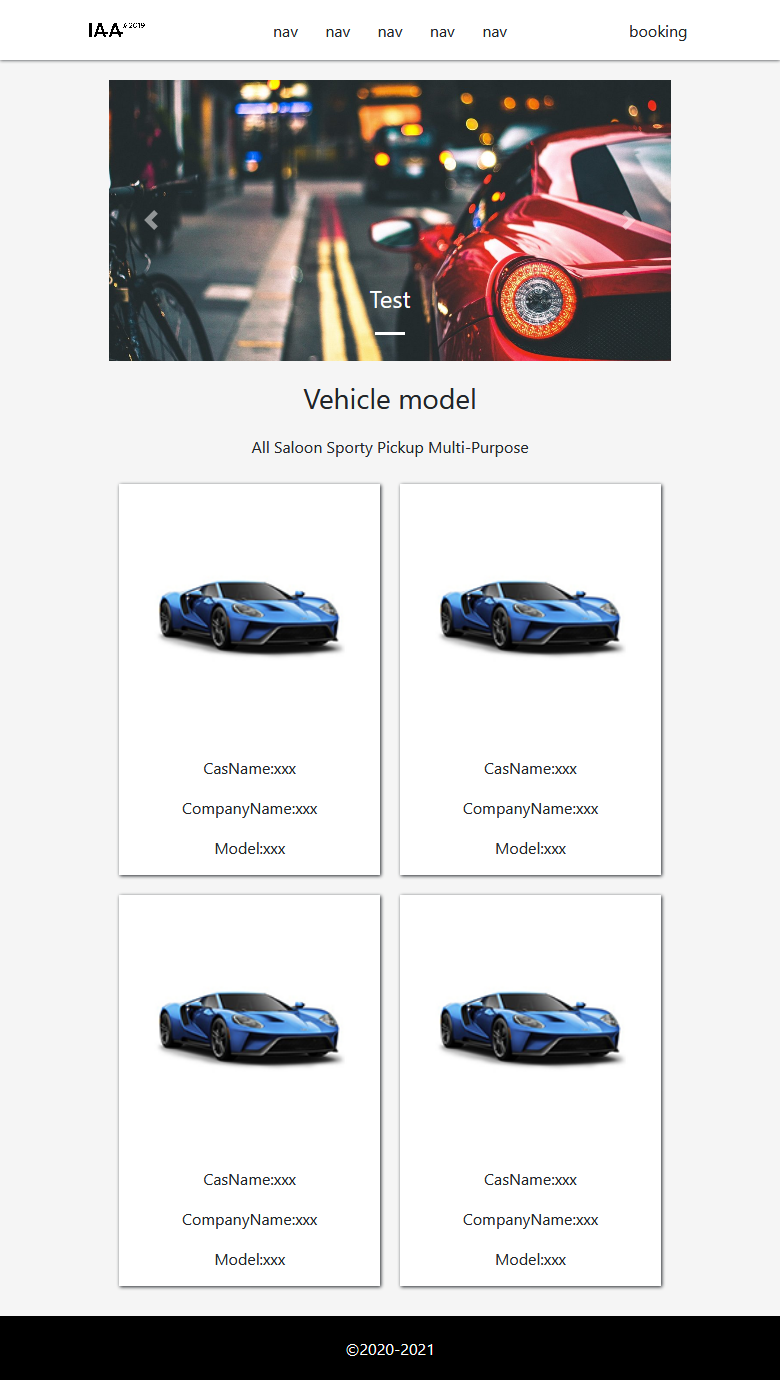 IAA # 2019 nav nav nav nav nav booking
Test
Vehicle model
All Saloon Sporty Pickup Multi-Purpose
CasName:xxx CasName:xxx
CompanyName:xxx CompanyName:xxx
Model:xxx Model:xxx
CasName:xxx CasName:xxx
CompanyName:xxx CompanyName:xxx
Model:xxx Model:xxx
©2020-2021